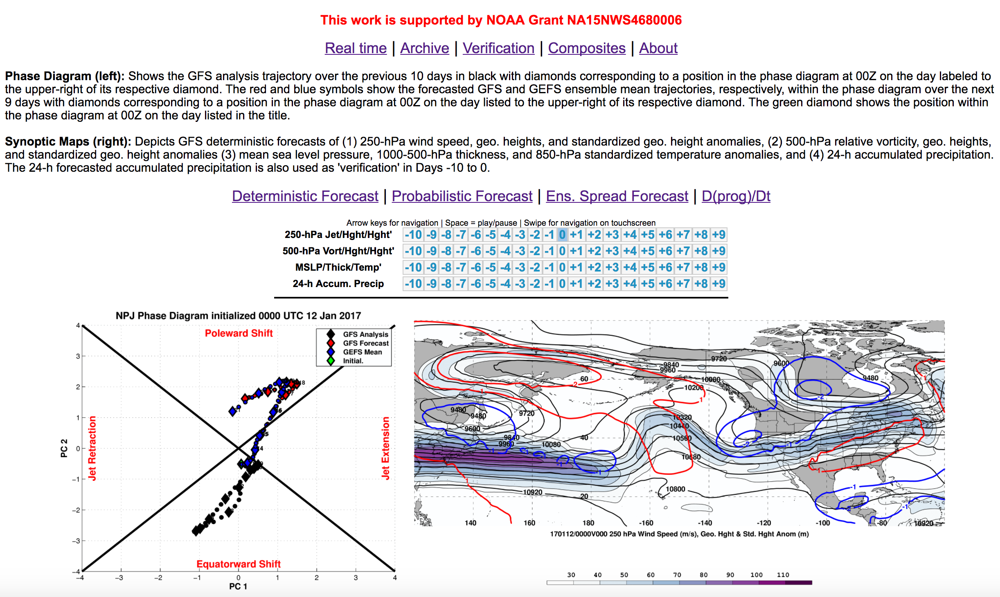 This work is supported by NOAA Grant NA15NWS4680006
Real time | Archive | Verification | Composites | About
Phase Diagram (left): Shows the GFS analysis trajectory over the previous 10 days in black with diamonds corresponding to a position in the phase diagram at 00Z on the day labeled to
the upper-right of its respective diamond. The red and blue symbols show the forecasted GFS and GEFS ensemble mean trajectories, respectively, within the phase diagram over the next
9 days with diamonds corresponding to a position in the phase diagram at 00Z on the day listed to the upper-right of its respective diamond. The green diamond shows the position within
the phase diagram at 00Z on the day listed in the title.
Synoptic Maps (right): Depicts GFS deterministic forecasts of (1) 250-hPa wind speed, geo. heights, and standardized geo. height anomalies, (2) 500-hPa relative vorticity, geo. heights,
and standardized geo. height anomalies (3) mean sea level pressure, 1000-500-hPa thickness, and 850-hPa standardized temperature anomalies, and (4) 24-h accumulated precipitation.
The 24-h forecasted accumulated precipitation is also used as 'verification' in Days -10 to 0.
Deterministic Forecast | Probabilistic Forecast | Ens. Spread Forecast | D(prog)/Dt
Arrow keys for navigation | Space = play/pause | Swipe for navigation on touchscreen
250-hPa Jet/Hght/Hght' -10 -9 -8 -7 -6 -5 -4 -3 -2 -1 0 +1 +2 +3 +4 +5 +6 +7 +8 +9
500-hPa Vort/Hght/Hght' -10 -9 -8 -7 -6 -5 -4 -3 -2 -1 0 +1 +2 +3 +4 +5 +6 +7 +8 +9
MSLP/Thick/Temp' -10 -9 -8 -7 -6 -5 -4 -3 -2 -1 0 +1 +2 +3 +4 +5 +6 +7 +8 +9
24-h Accum. Precip -10 -9 -8 -7 -6 -5 -4 -3 -2 -1 0 +1 +2 +3 +4 +5 +6 +7 +8 +9
NPJ Phase Diagram initialized 0000 UTC 12 Jan 2017
Poleward Shift
GFS Analysis
GFS Forecast
GEFS Mean
Initial.
4
3
2
1
0
−1
−2
−3
−4
PC 2
Jet Retraction
Jet Extension
Equatorward Shift
−4 −3 −2 −1 0 1 2 3 4
PC 1
9720
9840
9960
9600
60
10080
9480
2
10200
1
1
1
-2
9480
9480
9720
10320
10440
9600
9840
9960
10080
40
10560
-2
-1
-1
-1
-1
-1
-1
10680
1
1
10920
20
10800
-1
-2
-1
140 160 180 -160 -140 -120 -100 -80 10920
170112/0000V000 250 hPa Wind Speed (m/s), Geo. Hght & Std. Hght Anom (m)
30 40 50 60 70 80 90 100 110